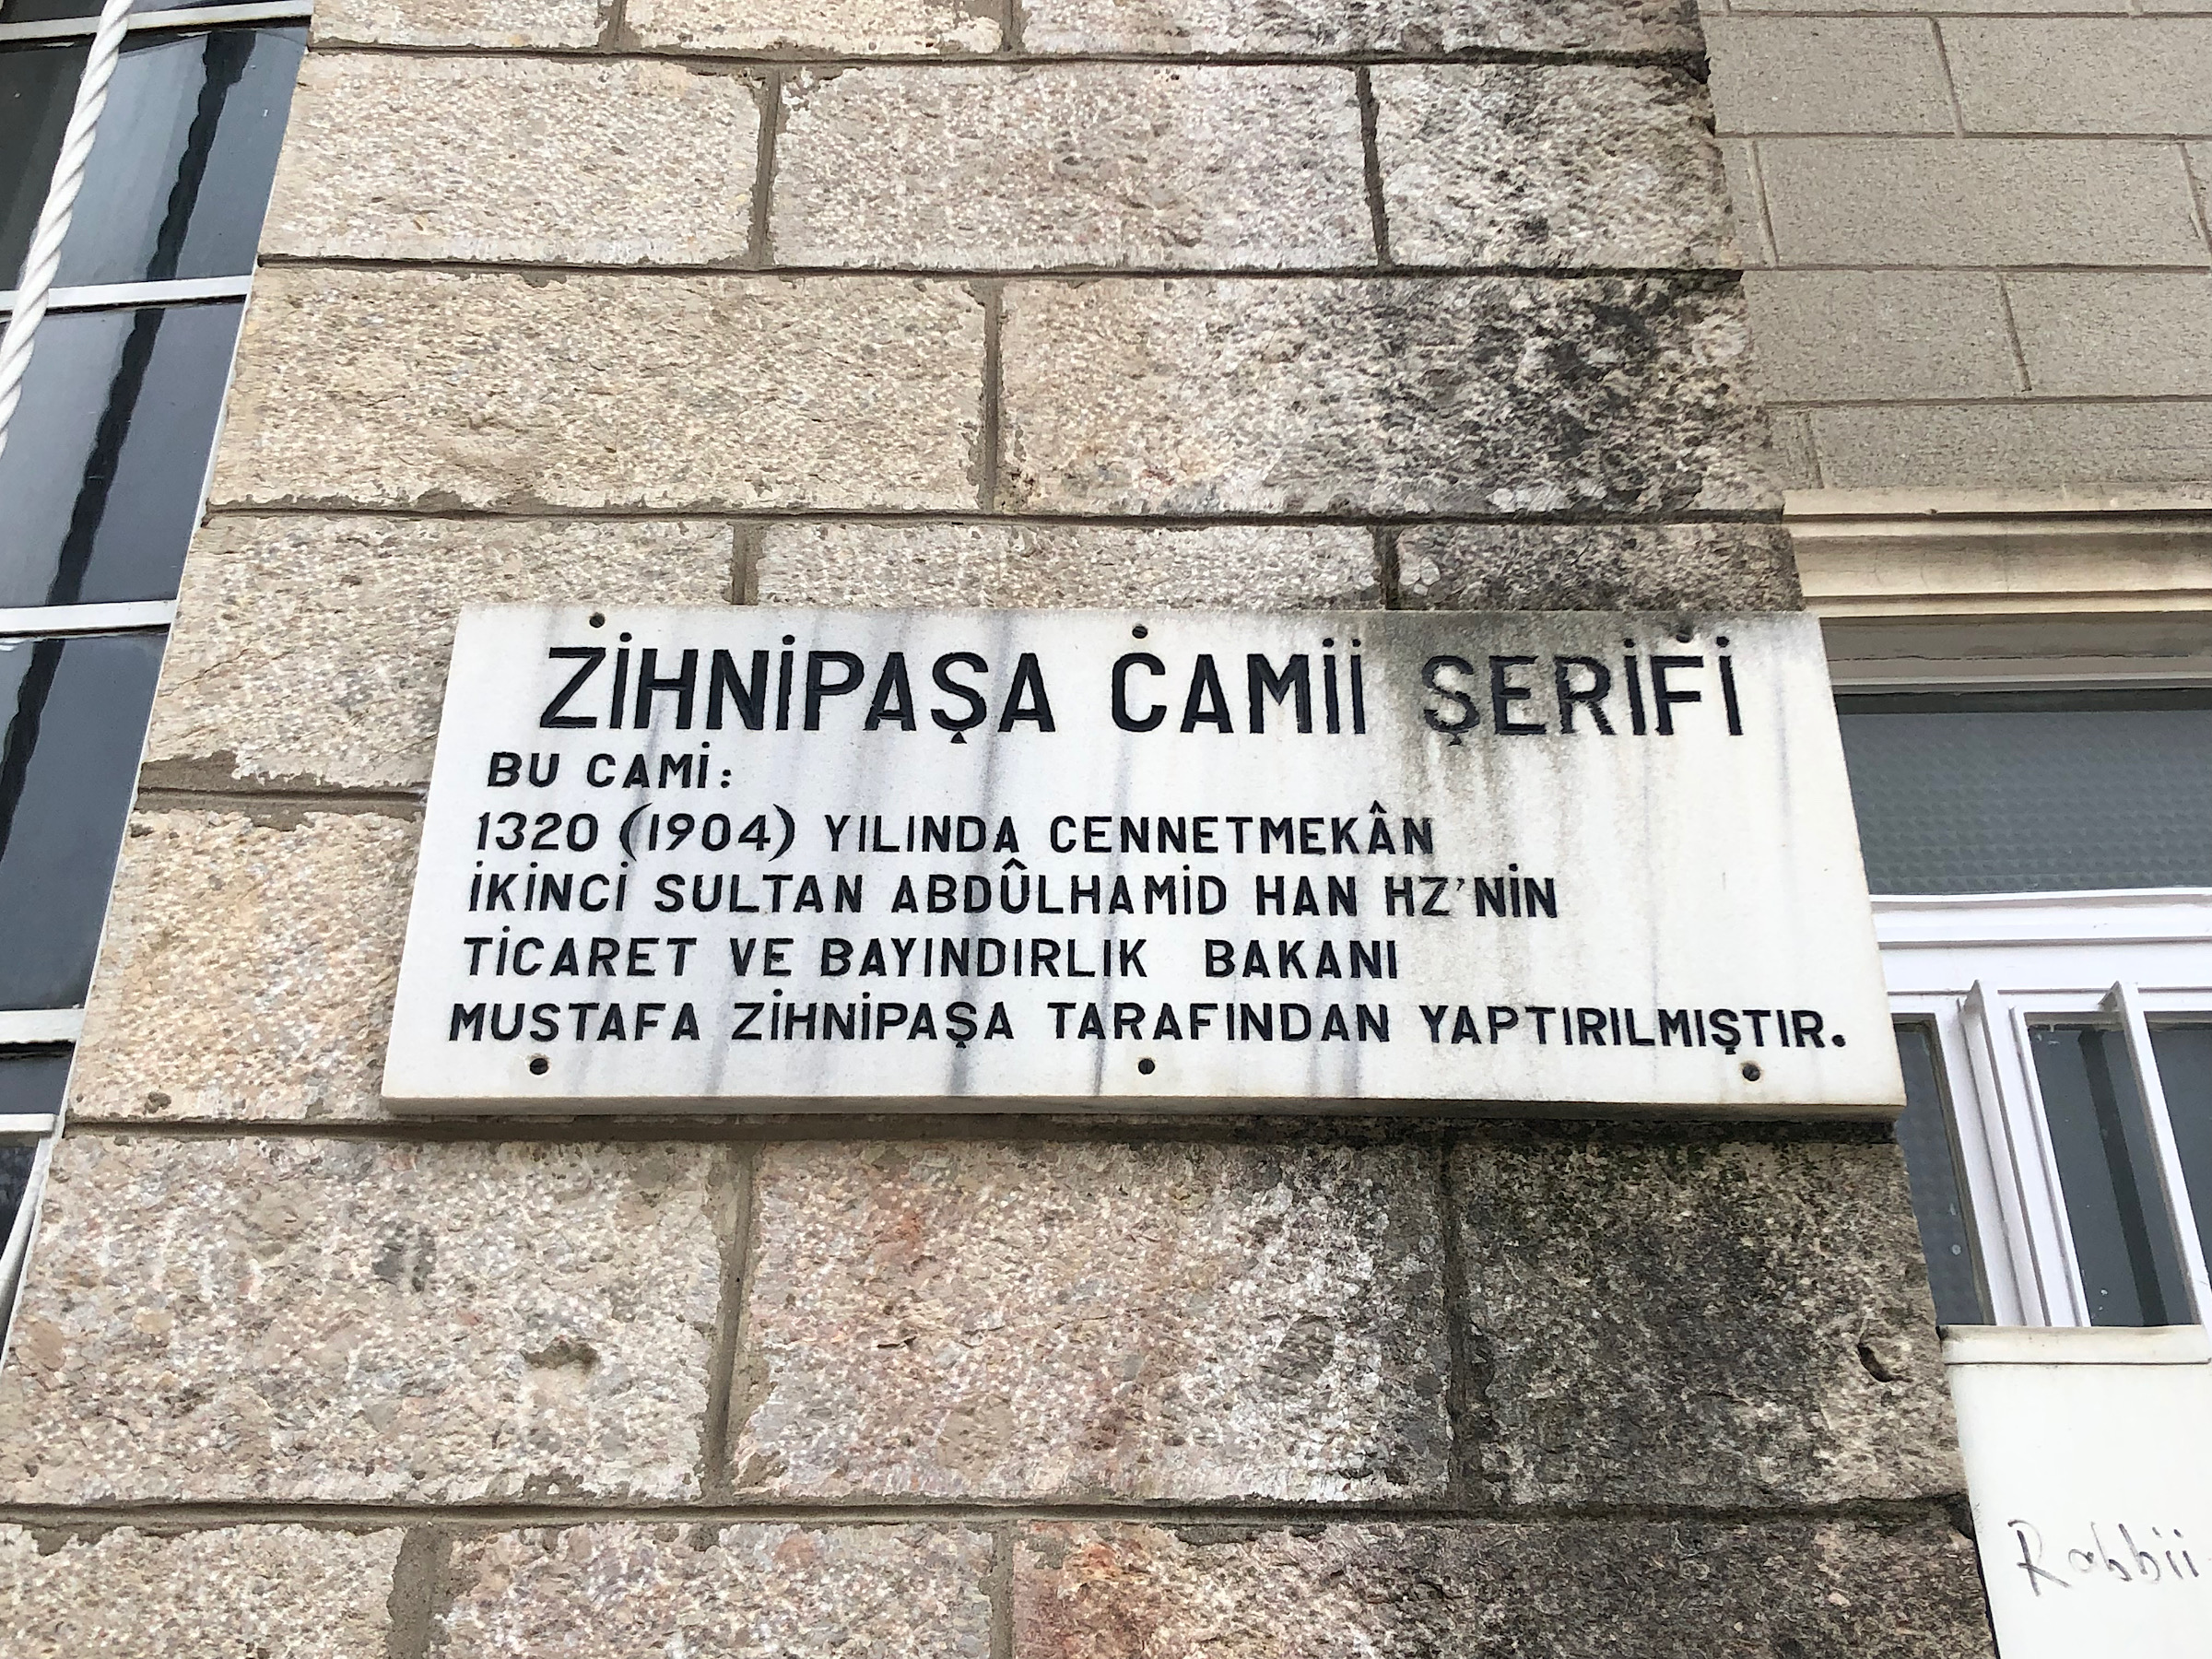 ZİHNİPAŞA CAMİİ ŞERİFİ
BU CAMİ:
1320 (1904) YILINDA CENNETMEKÂN
İKİNCİ SULTAN ABDÛLHAMİD HAN HZ'NİN
TİCARET VE BAYINDIRLIK BAKANI
MUSTAFA ZİHNİPAŞA TARAFINDAN YAPTIRILMIŞTIR.
Rabbii